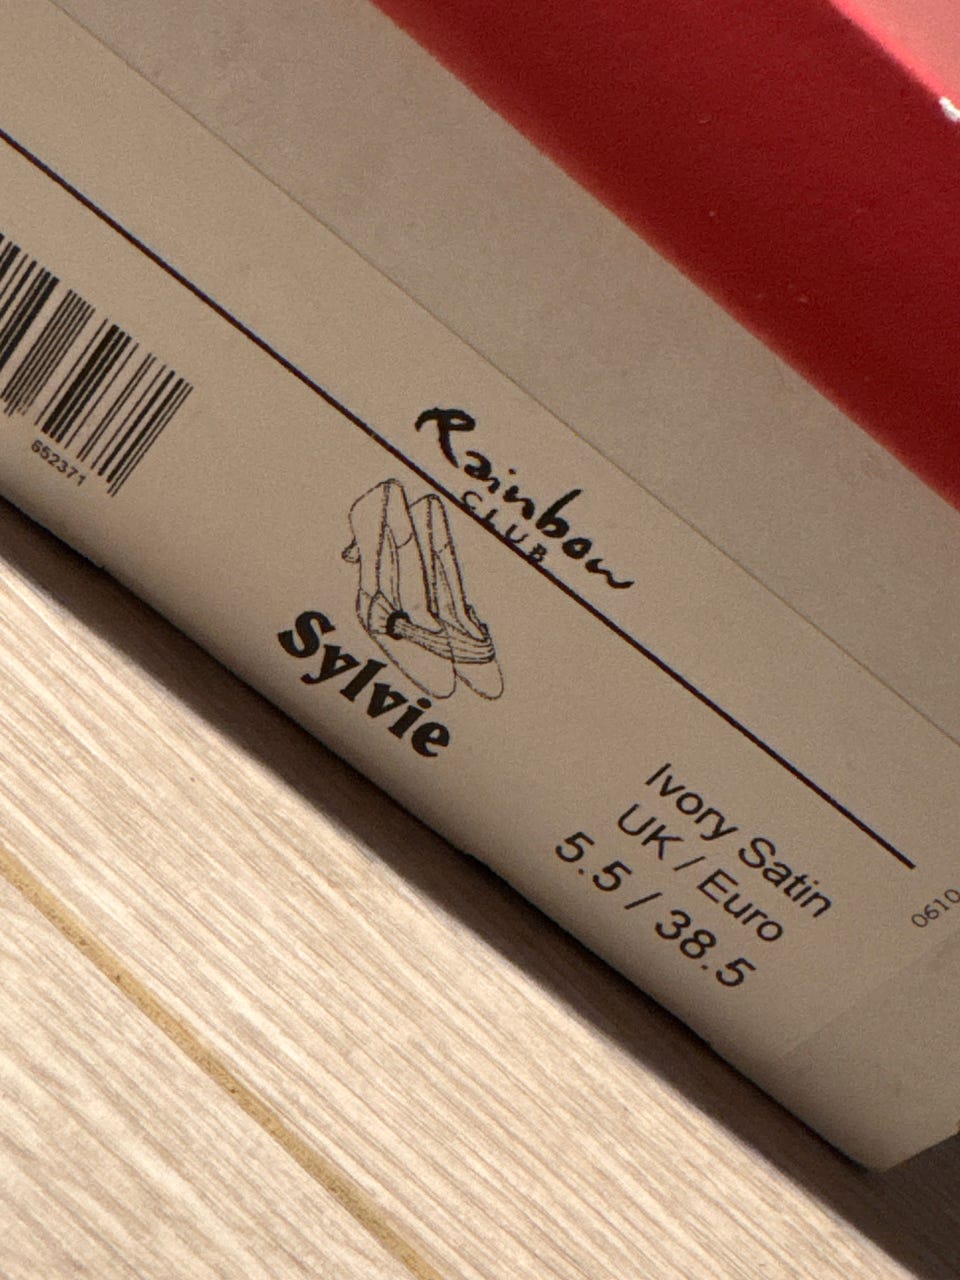 Rainbow
CLUB
652371
Sylvie
Ivory Satin
UK / Euro
5.5 / 38.5
0610